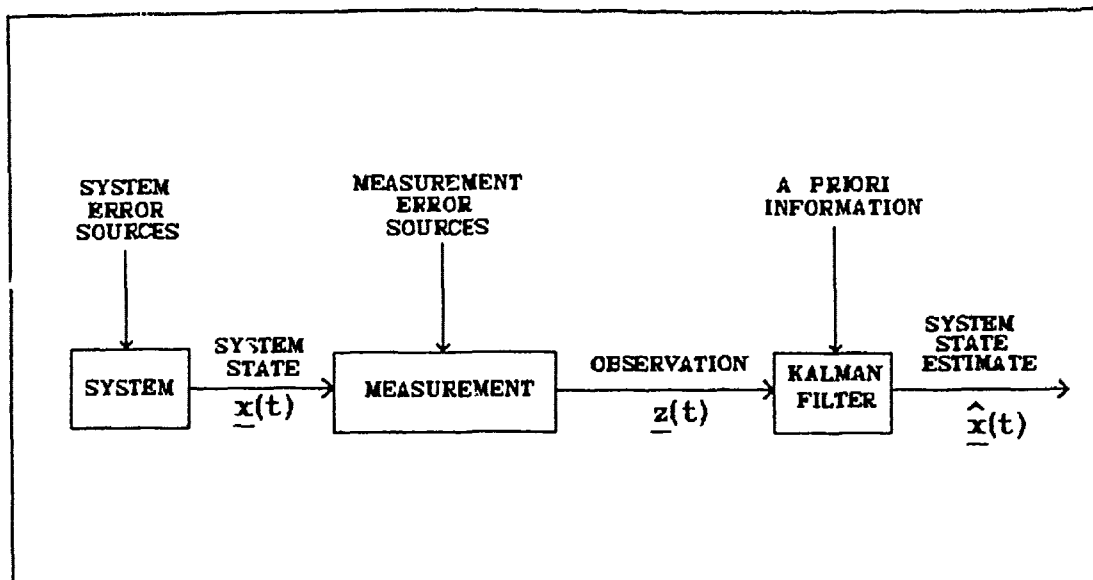 SYSTEM
ERROR
SOURCES
MEASUREMENT
ERROR
SOURCES
A PRIORI
INFORMATION
SYSTEM
SYSTEM
STATE
x(t)
MEASUREMENT
OBSERVATION
z(t)
KALMAN
FILTER
SYSTEM
STATE
ESTIMATE
x̂(t)